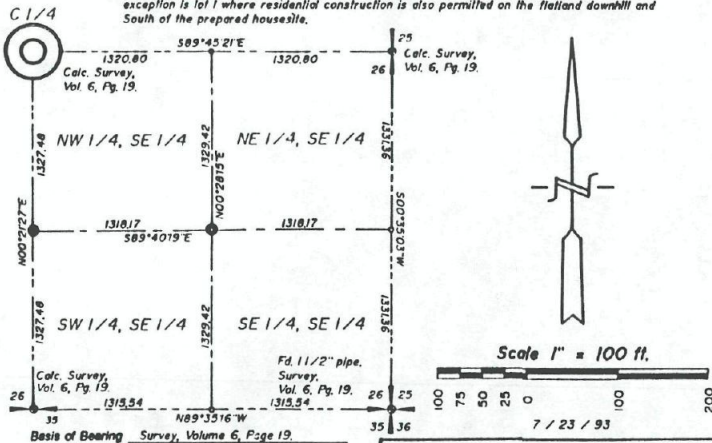 exception is lot 1 where residential construction is also permitted on the flatland downhill and
South of the prepared housesite.
C 1/4
S89°45'21"E
1320.80
1320.80
25
26
Calc. Survey,
Vol. 6, Pg. 19.
Calc. Survey,
Vol. 6, Pg. 19.
1327.48
NW 1/4, SE 1/4
1329.42
N00°28'15"E
NE 1/4, SE 1/4
1331.36
N00°21'27"E
1318.17
S89°40'19"E
1318.17
S00°35'03"W
1327.48
SW 1/4, SE 1/4
1329.42
SE 1/4, SE 1/4
1331.36
Calc. Survey,
Vol. 6, Pg. 19.
Fd. 1 1/2" pipe,
Survey,
Vol. 6, Pg. 19.
26
35
1315.54
N89°35'16"W
1315.54
26
25
35
36
Basis of Bearing Survey, Volume 6, Page 19.
Scale 1" = 100 ft.
100 75 50 25 0 100 200
7 / 23 / 93